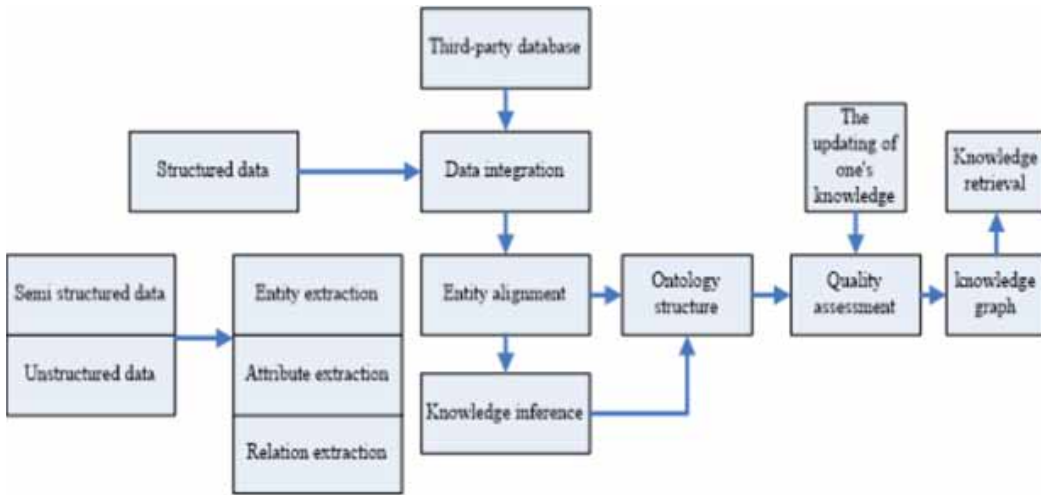 Third-party database
Structured data
Data integration
The
updating of
one's
knowledge
Knowledge
retrieval
Semi structured data
Unstructured data
Entity extraction
Attribute extraction
Relation extraction
Entity alignment
Knowledge inference
Ontology
structure
Quality
assessment
knowledge
graph